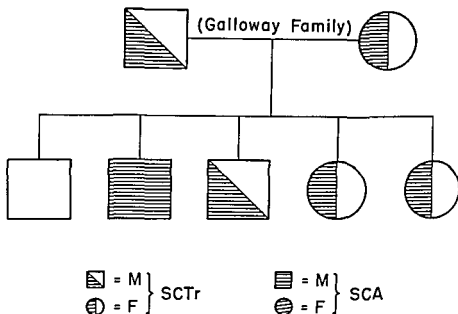 (Galloway Family)
= M } SCTr
= F
= M } SCA
= F